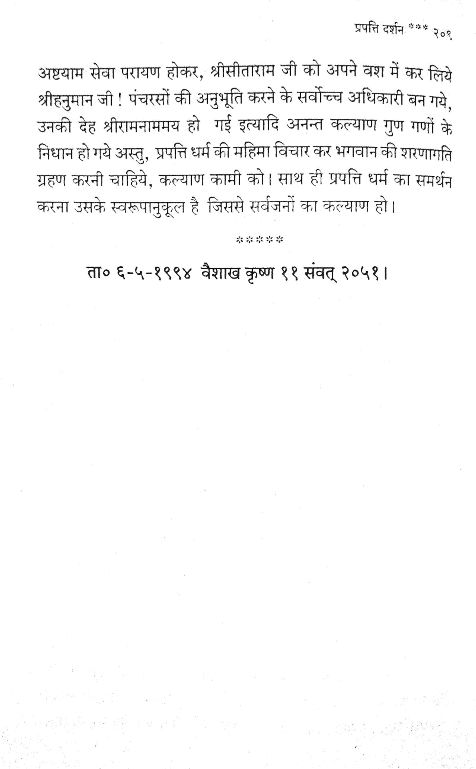 प्रपत्ति दर्शन *** २०९
अष्टयाम सेवा परायण होकर, श्रीसीताराम जी को अपने वश में कर लिये
श्रीहनुमान जी ! पंचरसों की अनुभूति करने के सर्वोच्च अधिकारी बन गये,
उनकी देह श्रीरामनाममय हो गई इत्यादि अनन्त कल्याण गुण गणों के
निधान हो गये अस्तु, प्रपत्ति धर्म की महिमा विचार कर भगवान की शरणागति
ग्रहण करनी चाहिये, कल्याण कामी को। साथ ही प्रपत्ति धर्म का समर्थन
करना उसके स्वरूपानुकूल है जिससे सर्वजनों का कल्याण हो।
*****
ता० ६-५-१९९४ वैशाख कृष्ण ११ संवत् २०५१।